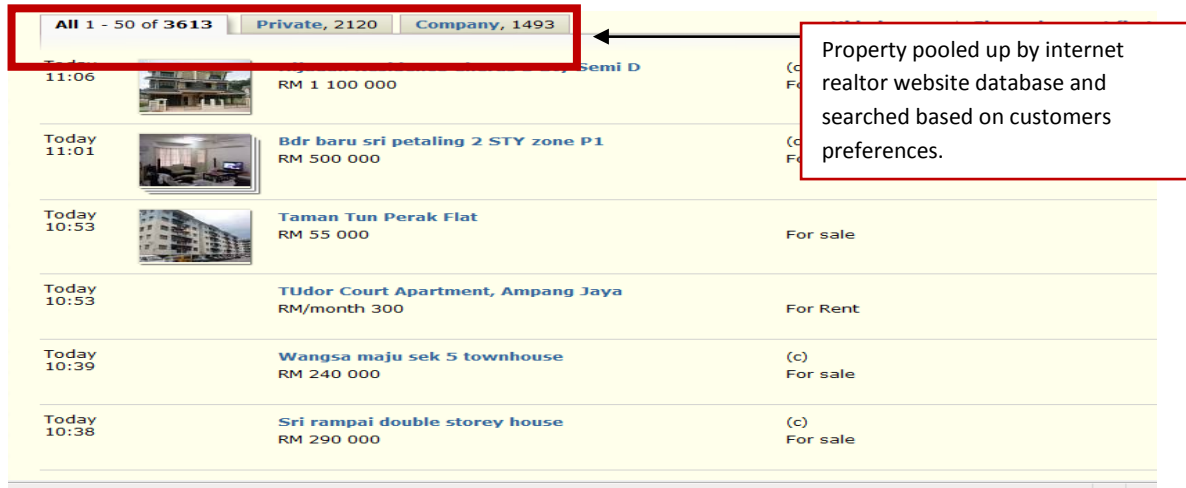 All 1 - 50 of 3613 Private, 2120 Company, 1493
Property pooled up by internet
realtor website database and
searched based on customers
preferences.
11:06
Semi D
RM 1 100 000
Today
11:01
Bdr baru sri petaling 2 STY zone P1
RM 500 000
Today
10:53
Taman Tun Perak Flat
RM 55 000
For sale
Today
10:53
TUdor Court Apartment, Ampang Jaya
RM/month 300
For Rent
Today
10:39
Wangsa maju sek 5 townhouse
(c)
RM 240 000
For sale
Today
10:38
Sri rampai double storey house
(c)
RM 290 000
For sale